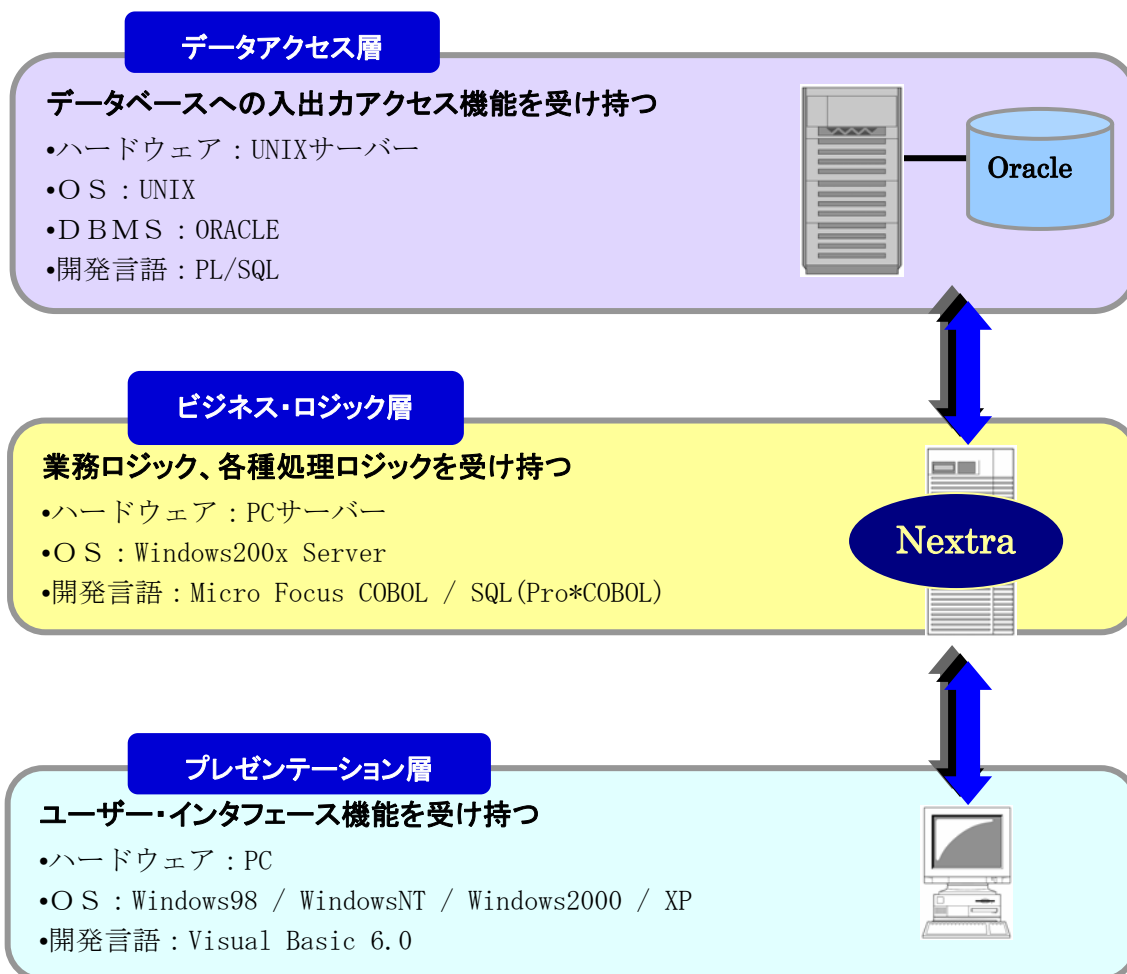 データアクセス層
データベースへの入出力アクセス機能を受け持つ
•ハードウェア：UNIXサーバー
•ＯＳ：UNIX
•ＤＢＭＳ：ORACLE
•開発言語：PL/SQL
Oracle
ビジネス・ロジック層
業務ロジック、各種処理ロジックを受け持つ
•ハードウェア：PCサーバー
•ＯＳ：Windows200x Server
•開発言語：Micro Focus COBOL / SQL(Pro*COBOL)
Nextra
プレゼンテーション層
ユーザー・インタフェース機能を受け持つ
•ハードウェア：PC
•ＯＳ：Windows98 / WindowsNT / Windows2000 / XP
•開発言語：Visual Basic 6.0